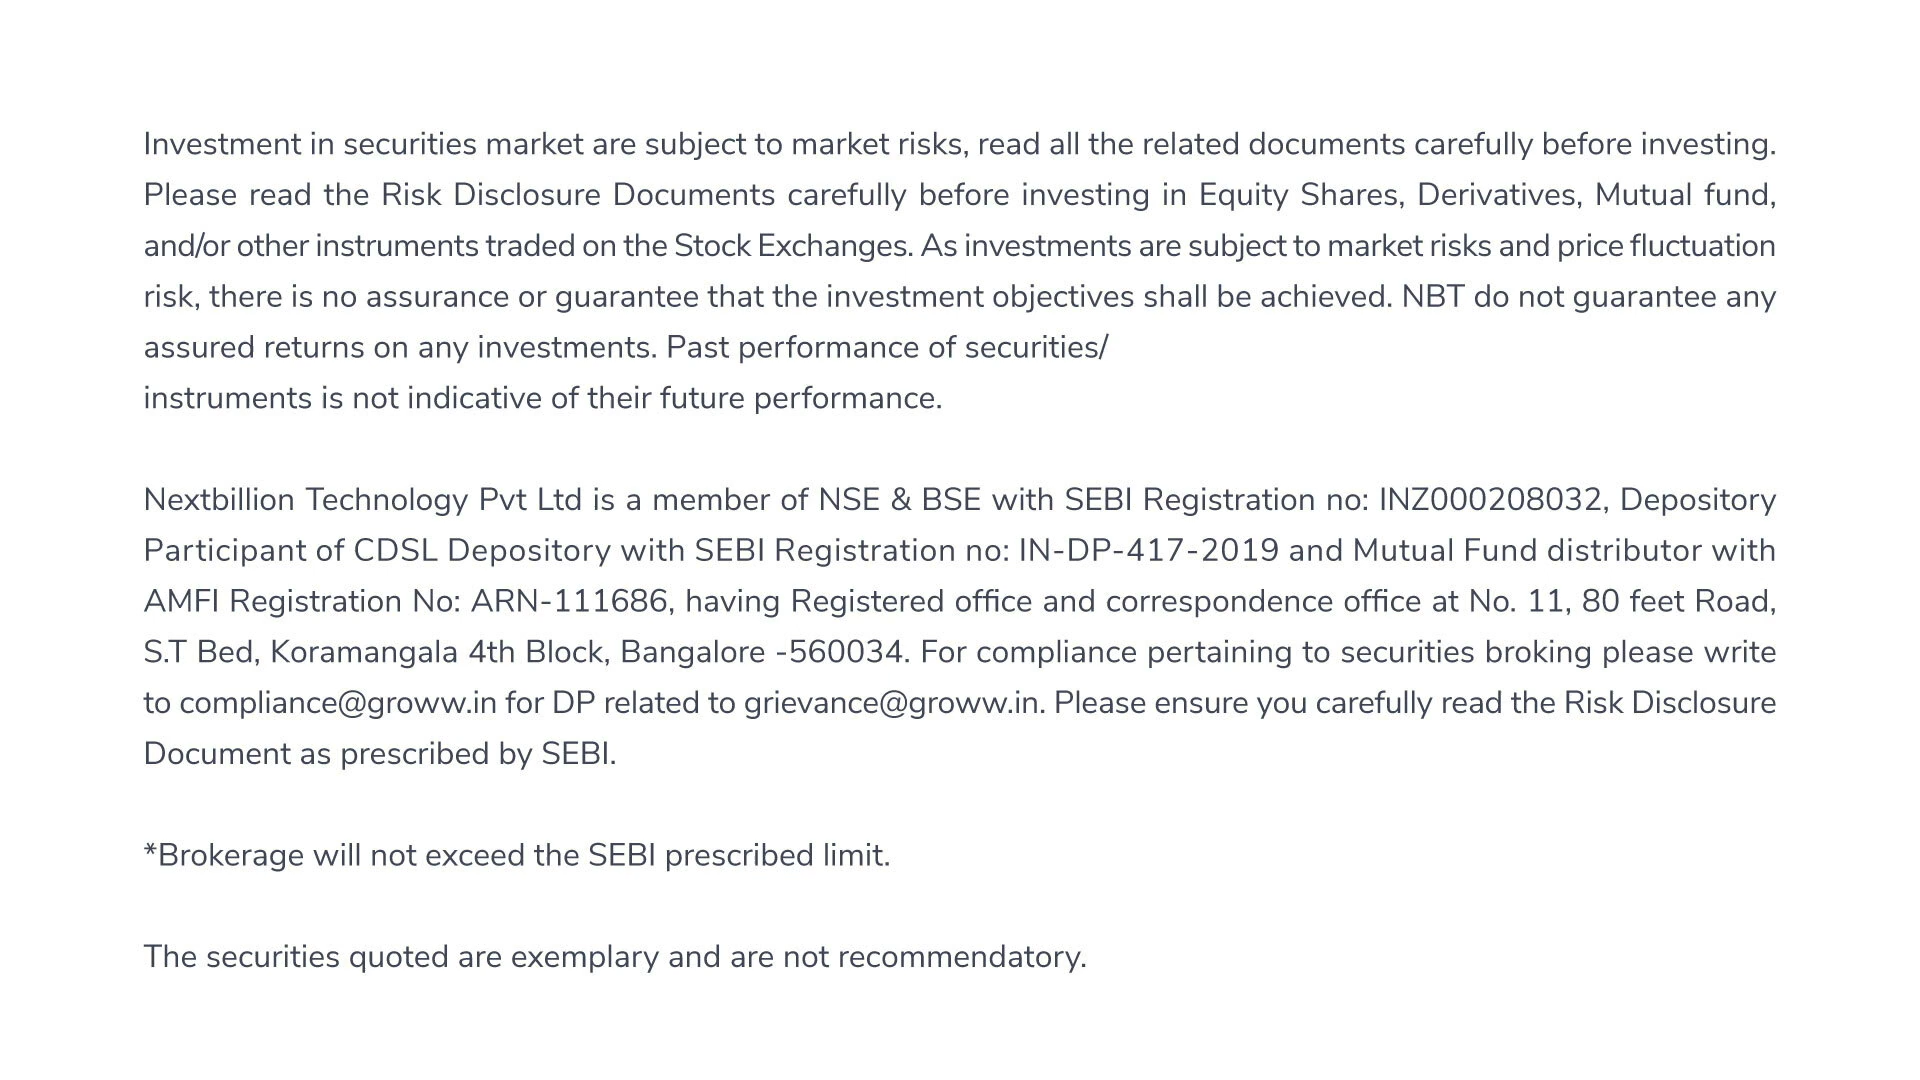 Investment in securities market are subject to market risks, read all the related documents carefully before investing.
Please read the Risk Disclosure Documents carefully before investing in Equity Shares, Derivatives, Mutual fund,
and/or other instruments traded on the Stock Exchanges. As investments are subject to market risks and price fluctuation
risk, there is no assurance or guarantee that the investment objectives shall be achieved. NBT do not guarantee any
assured returns on any investments. Past performance of securities/
instruments is not indicative of their future performance.
Nextbillion Technology Pvt Ltd is a member of NSE & BSE with SEBI Registration no: INZ000208032, Depository
Participant of CDSL Depository with SEBI Registration no: IN-DP-417-2019 and Mutual Fund distributor with
AMFI Registration No: ARN-111686, having Registered office and correspondence office at No. 11, 80 feet Road,
S.T Bed, Koramangala 4th Block, Bangalore -560034. For compliance pertaining to securities broking please write
to compliance@groww.in for DP related to grievance@groww.in. Please ensure you carefully read the Risk Disclosure
Document as prescribed by SEBI.
*Brokerage will not exceed the SEBI prescribed limit.
The securities quoted are exemplary and are not recommendatory.